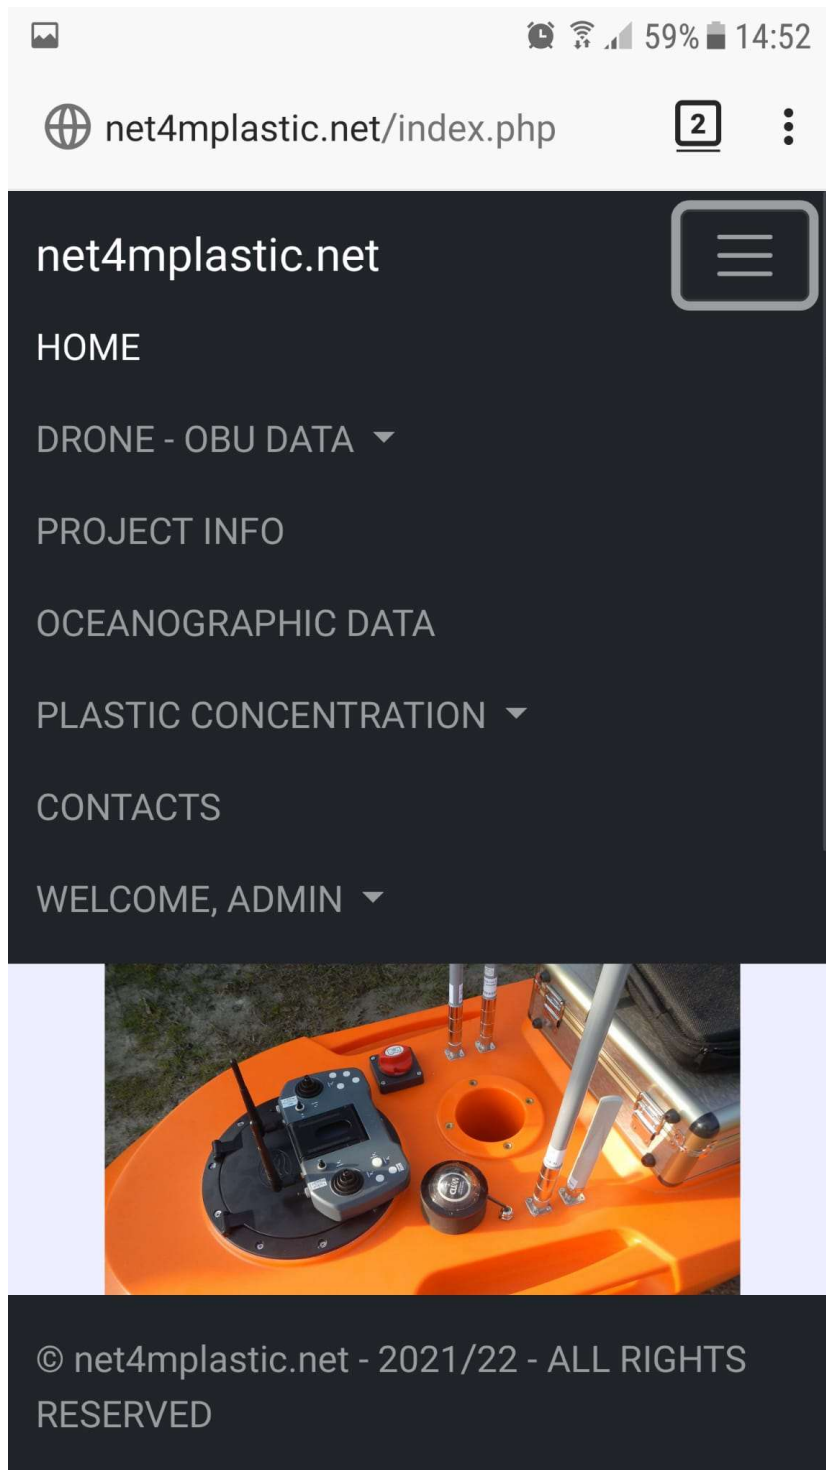 59% 14:52
net4mplastic.net/index.php 2
net4mplastic.net
HOME
DRONE - OBU DATA
PROJECT INFO
OCEANOGRAPHIC DATA
PLASTIC CONCENTRATION
CONTACTS
WELCOME, ADMIN
© net4mplastic.net - 2021/22 - ALL RIGHTS
RESERVED